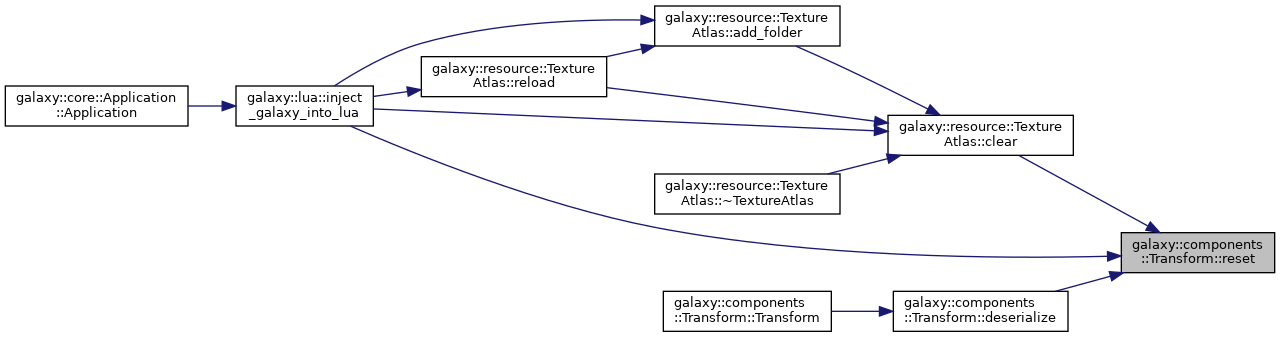 galaxy::core::Application
::Application
galaxy::lua::inject
_galaxy_into_lua
galaxy::resource::Texture
Atlas::reload
galaxy::resource::Texture
Atlas::add_folder
galaxy::resource::Texture
Atlas::clear
galaxy::resource::Texture
Atlas::~TextureAtlas
galaxy::components
::Transform::reset
galaxy::components
::Transform::Transform
galaxy::components
::Transform::deserialize